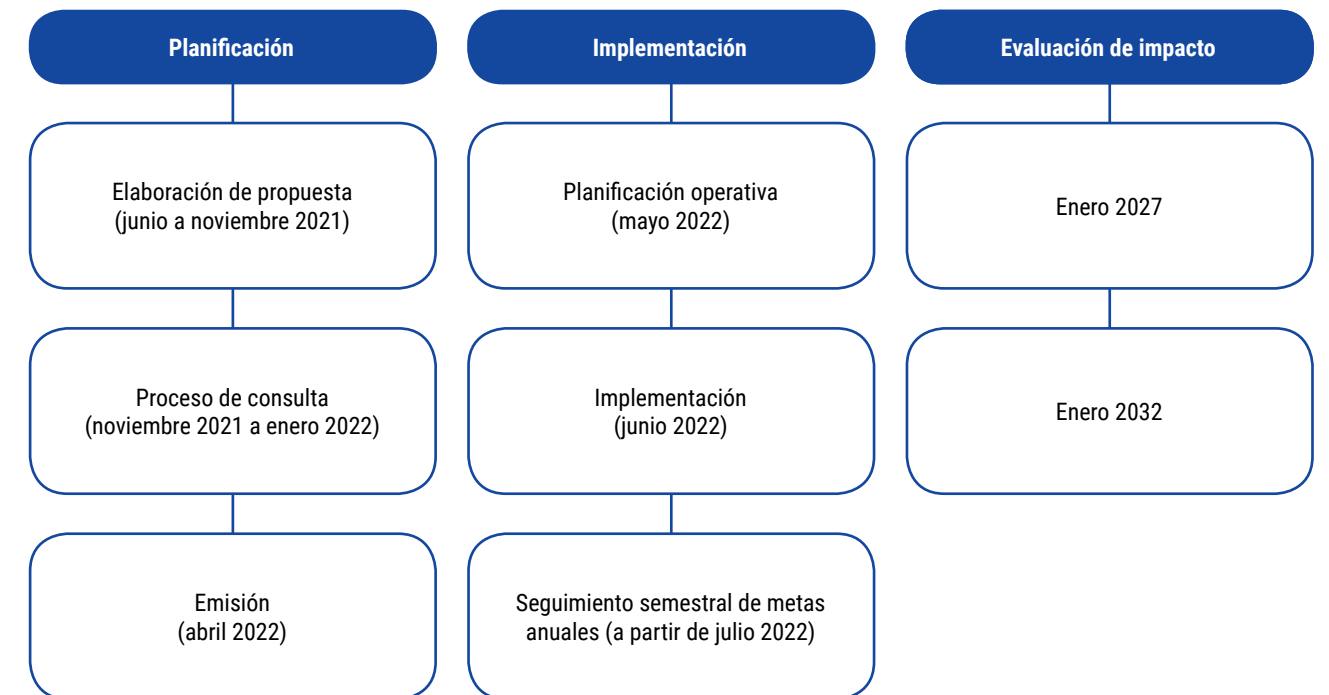 Planificación
Elaboración de propuesta
(junio a noviembre 2021)
Proceso de consulta
(noviembre 2021 a enero 2022)
Emisión
(abril 2022)
Implementación
Planificación operativa
(mayo 2022)
Implementación
(junio 2022)
Seguimiento semestral de metas
anuales (a partir de julio 2022)
Evaluación de impacto
Enero 2027
Enero 2032